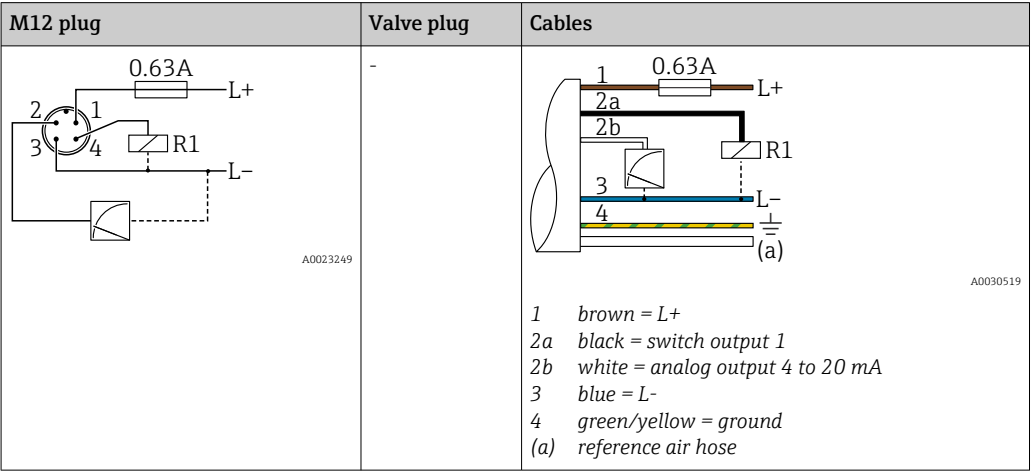 M12 plug Valve plug Cables
0.63A
L+
2 1
3 4
R1
L–
A0023249
-
1 0.63A
L+
2a
2b
R1
3
L–
4
(a)
A0030519
1 brown = L+
2a black = switch output 1
2b white = analog output 4 to 20 mA
3 blue = L-
4 green/yellow = ground
(a) reference air hose